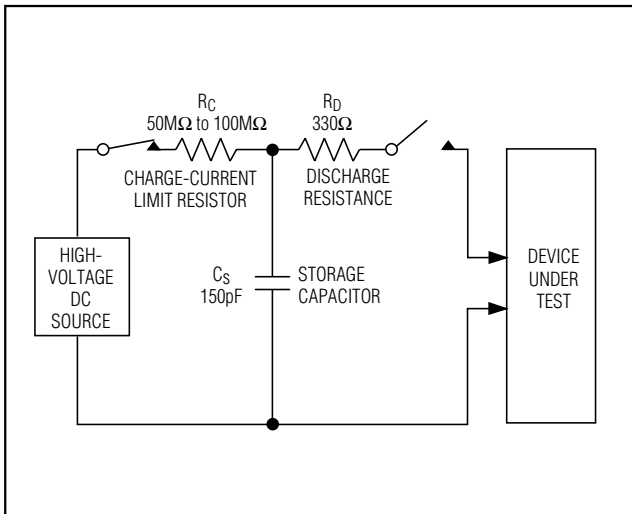 RC
50MΩ to 100MΩ
CHARGE-CURRENT
LIMIT RESISTOR
RD
330Ω
DISCHARGE
RESISTANCE
HIGH-
VOLTAGE
DC
SOURCE
CS
150pF
STORAGE
CAPACITOR
DEVICE
UNDER
TEST